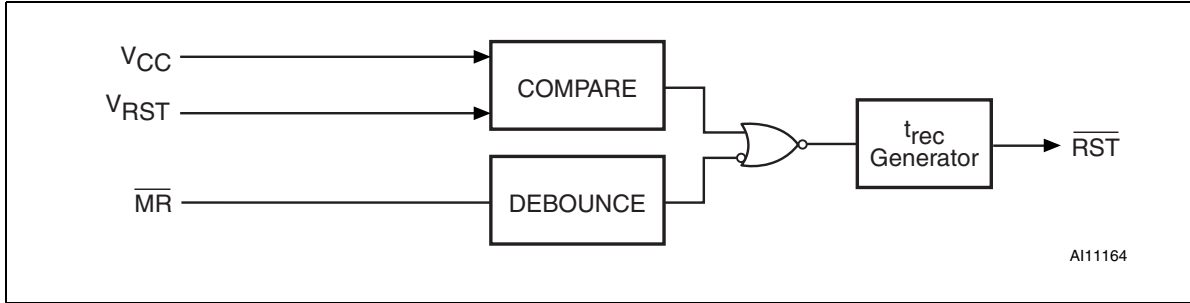 VCC
VRST
MR
COMPARE
DEBOUNCE
trec
Generator
RST
AI11164